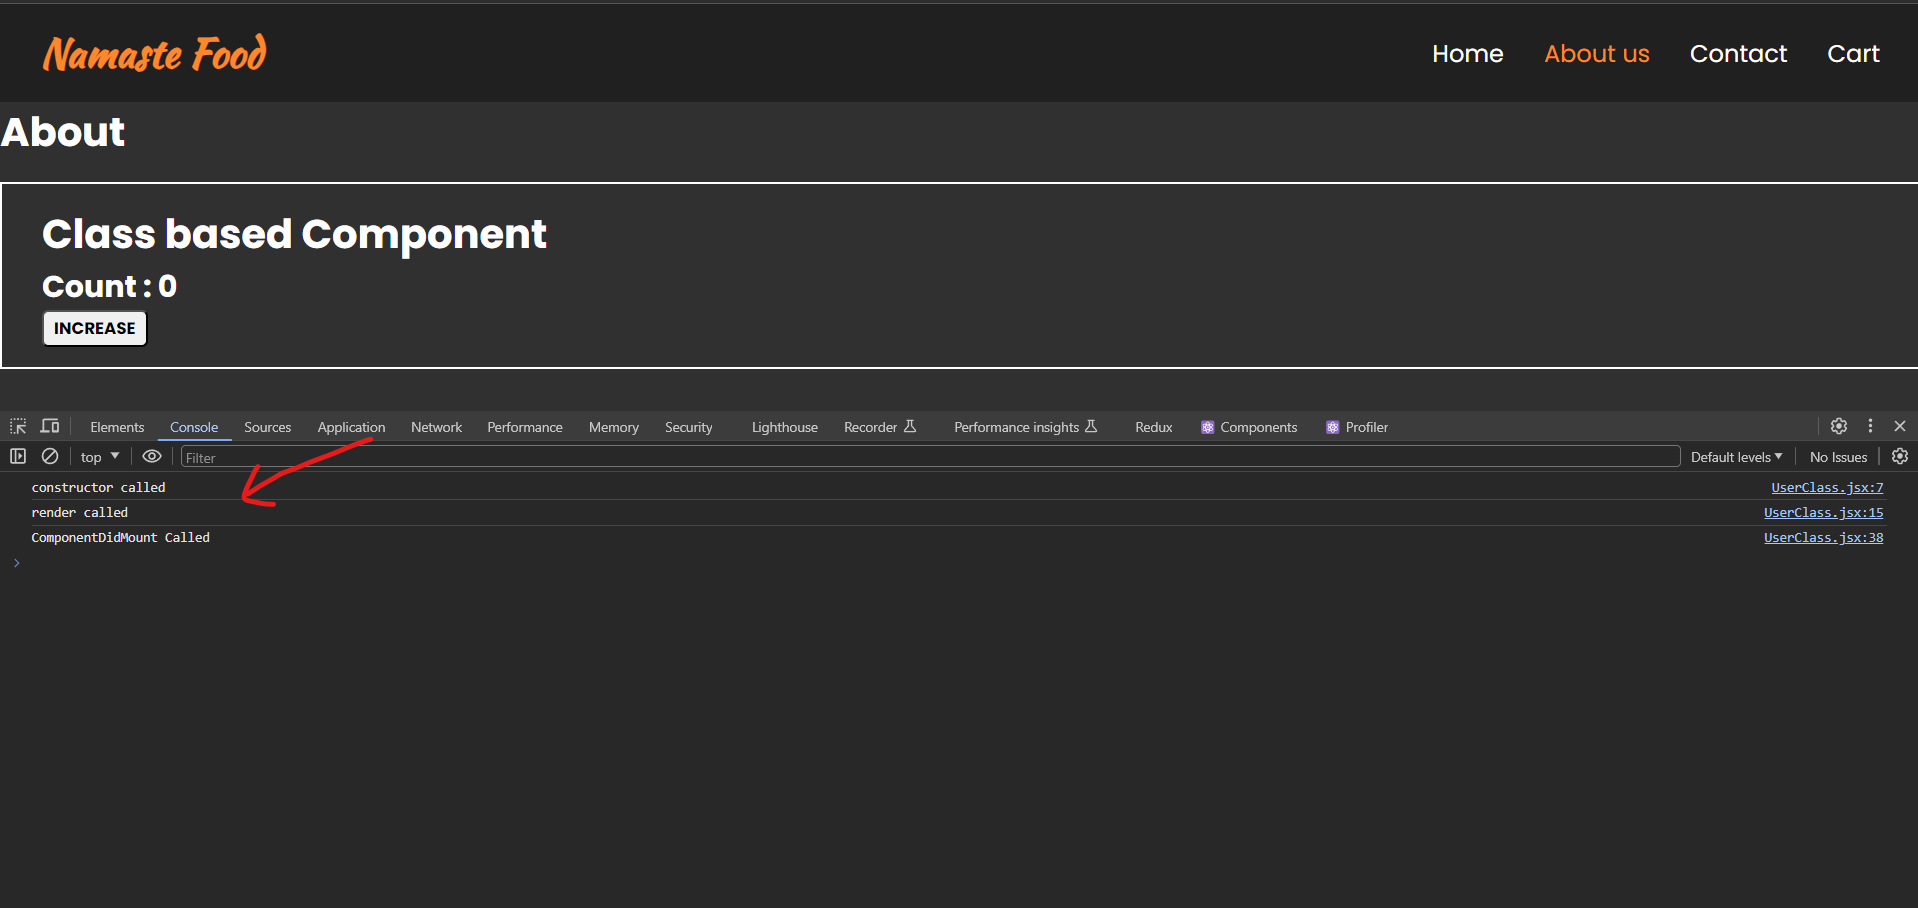 Namaste Food
Home About us Contact Cart
About
Class based Component
Count : 0
INCREASE
Elements Console Sources Application Network Performance Memory Security Lighthouse Recorder Performance insights Redux Components Profiler
top Filter Default levels No Issues
constructor called UserClass.jsx:7
render called UserClass.jsx:15
ComponentDidMount Called UserClass.jsx:38